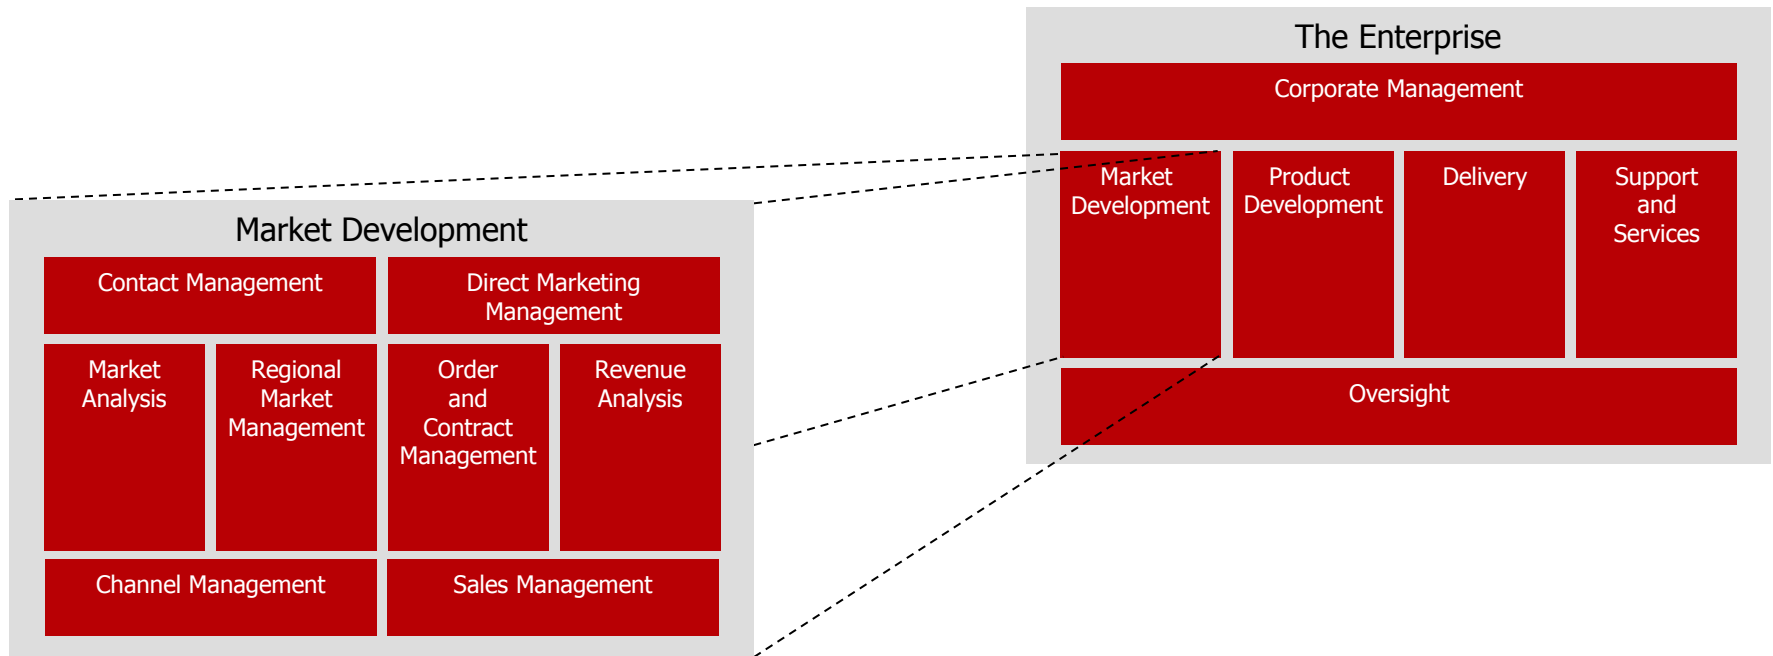 The Enterprise
Corporate Management
Market
Development
Product
Development
Delivery
Support
and
Services
Oversight
Market Development
Contact Management
Direct Marketing
Management
Market
Analysis
Regional
Market
Management
Order
and
Contract
Management
Revenue
Analysis
Channel Management
Sales Management